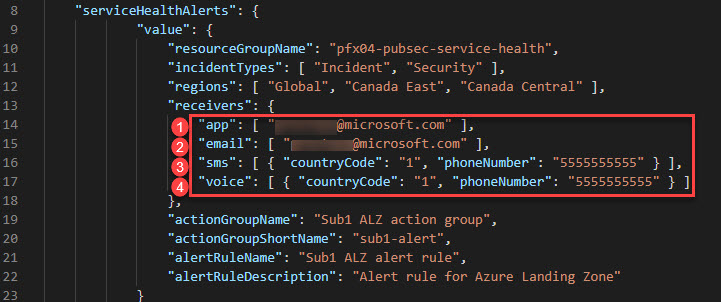 8 "serviceHealthAlerts": {
9 "value": {
10 "resourceGroupName": "pfx04-pubsec-service-health",
11 "incidentTypes": [ "Incident", "Security" ],
12 "regions": [ "Global", "Canada East", "Canada Central" ],
13 "receivers": {
14 1 "app": [ "@microsoft.com" ],
15 2 "email": [ "@microsoft.com" ],
16 3 "sms": [ { "countryCode": "1", "phoneNumber": "5555555555" } ],
17 4 "voice": [ { "countryCode": "1", "phoneNumber": "5555555555" } ]
18 },
19 "actionGroupName": "Sub1 ALZ action group",
20 "actionGroupShortName": "sub1-alert",
21 "alertRuleName": "Sub1 ALZ alert rule",
22 "alertRuleDescription": "Alert rule for Azure Landing Zone"
23 }